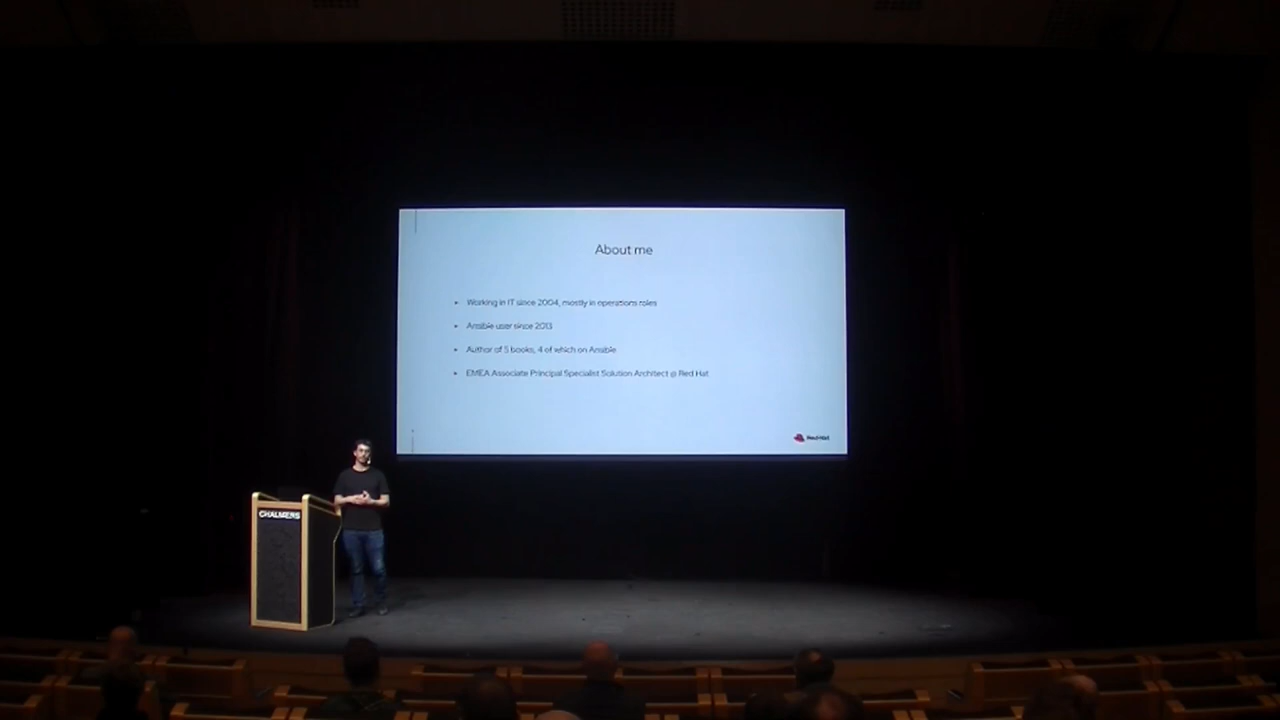 About me
Working in IT since 2004, mostly in operations roles
Ansible user since 2013
Author of 5 books, 4 of which on Ansible
EMEA Associate Principal Specialist Solution Architect @ Red Hat
Red Hat
CHALMERS